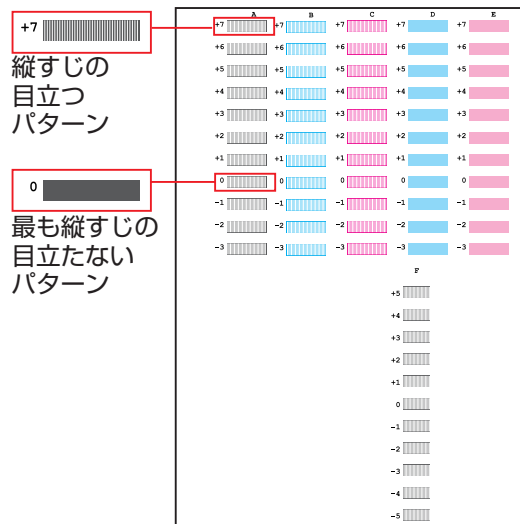 +7
縦すじの
目立つ
パターン
0
最も縦すじの
目立たない
パターン
A B C D E
+7 +7 +7 +7 +7
+6 +6 +6 +6 +6
+5 +5 +5 +5 +5
+4 +4 +4 +4 +4
+3 +3 +3 +3 +3
+2 +2 +2 +2 +2
+1 +1 +1 +1 +1
0 0 0 0 0
-1 -1 -1 -1 -1
-2 -2 -2 -2 -2
-3 -3 -3 -3 -3
F
+5
+4
+3
+2
+1
0
-1
-2
-3
-4
-5